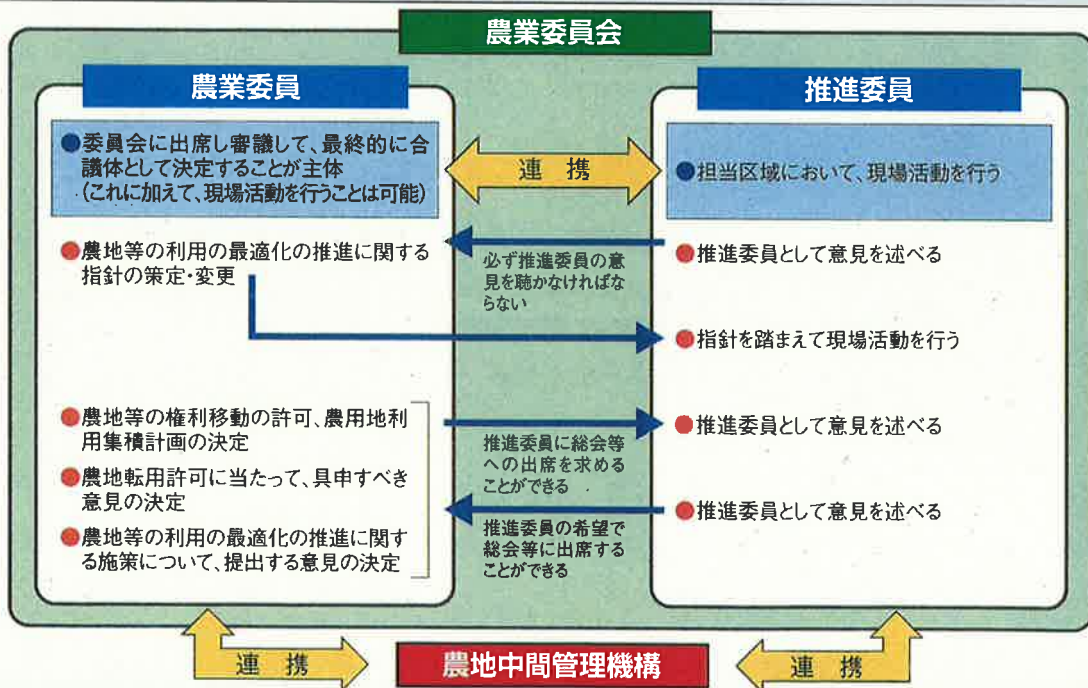 農業委員会
農業委員
推進委員
●委員会に出席し審議して、最終的に合
議体として決定することが主体
(これに加えて、現場活動を行うことは可能)
連携
●担当区域において、現場活動を行う
●農地等の利用の最適化の推進に関する
指針の策定・変更
必ず推進委員の意
見を聴かなければな
らない
●推進委員として意見を述べる
●指針を踏まえて現場活動を行う
●農地等の権利移動の許可、農用地利
用集積計画の決定
●農地転用許可に当たって、具申すべき
意見の決定
●農地等の利用の最適化の推進に関す
る施策について、提出する意見の決定
推進委員に総会等
への出席を求める
ことができる
●推進委員として意見を述べる
推進委員の希望で
総会等に出席する
ことができる
●推進委員として意見を述べる
連携
農地中間管理機構
連携